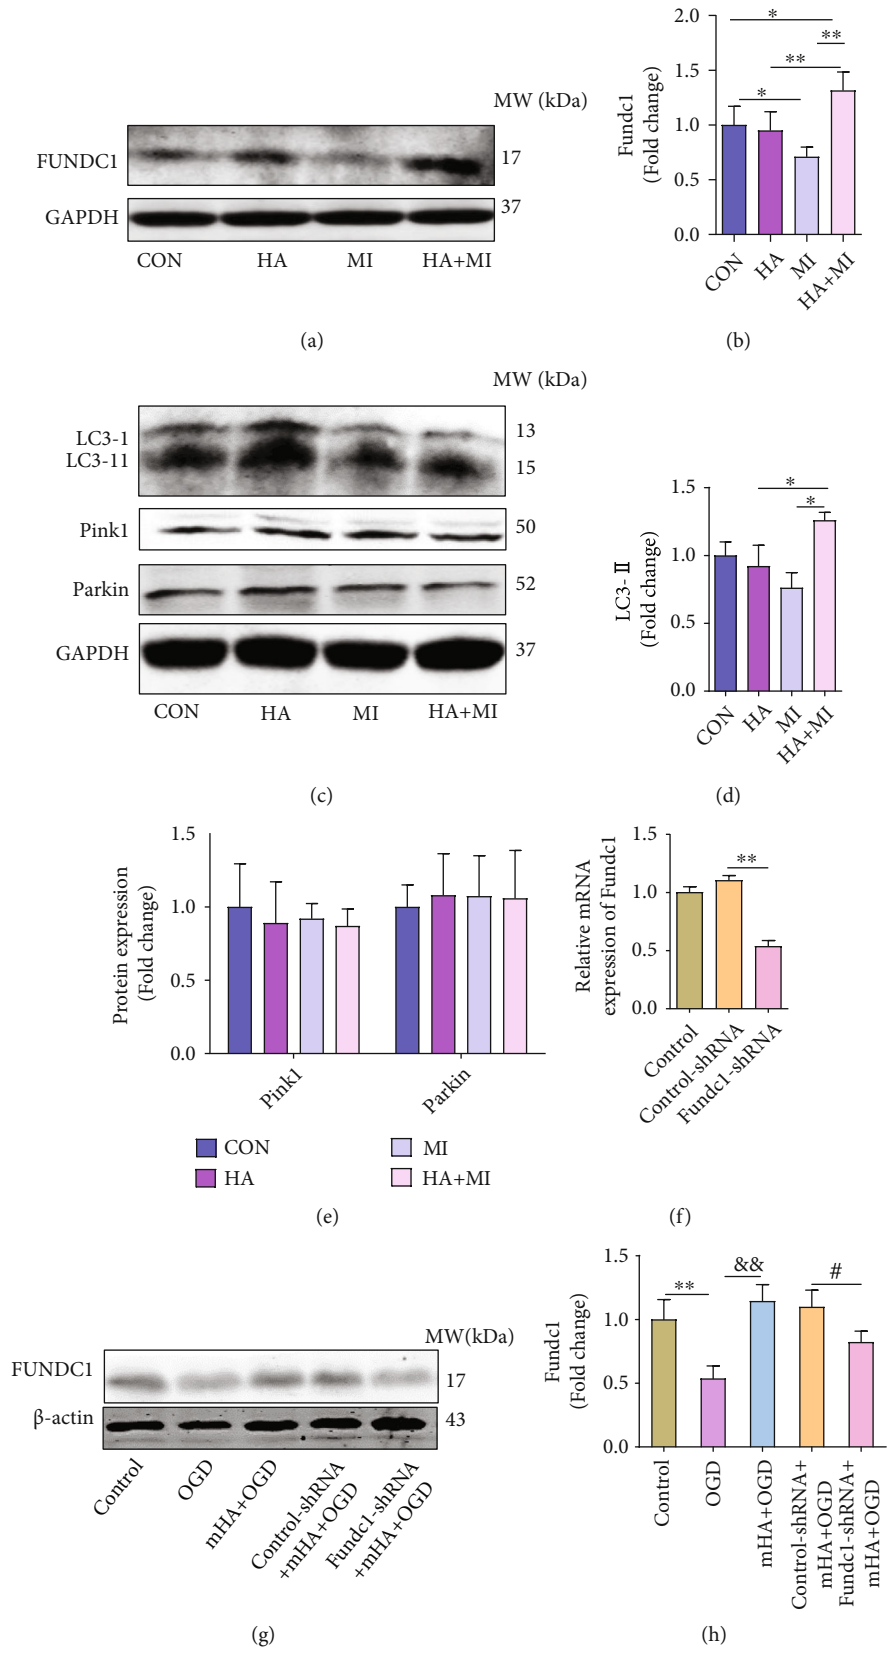 MW (kDa)
FUNDC1
17
GAPDH
37
CON HA MI HA+MI
(a)
Fundc1
(Fold change)
2.0
1.5
1.0
0.5
0.0
*
**
**
*
CON
HA
MI
HA+MI
(b)
MW (kDa)
LC3-1
LC3-11
13
15
Pink1
50
Parkin
52
GAPDH
37
CON HA MI HA+MI
(c)
LC3-Ⅱ
(Fold change)
1.5
1.0
0.5
0.0
*
*
CON
HA
MI
HA+MI
(d)
Protein expression
(Fold change)
1.5
1.0
0.5
0.0
Pink1
Parkin
CON
HA
MI
HA+MI
(e)
Relative mRNA
expression of Fundc1
1.5
1.0
0.5
0.0
**
Control
Control-shRNA
Fundc1-shRNA
(f)
MW(kDa)
FUNDC1
17
β-actin
43
Control
OGD
mHA+OGD
Control-shRNA
+mHA+OGD
Fundc1-shRNA
+mHA+OGD
(g)
Fundc1
(Fold change)
1.5
1.0
0.5
0.0
**
&&
#
Control
OGD
mHA+OGD
Control-shRNA+
mHA+OGD
Fundc1-shRNA+
mHA+OGD
(h)